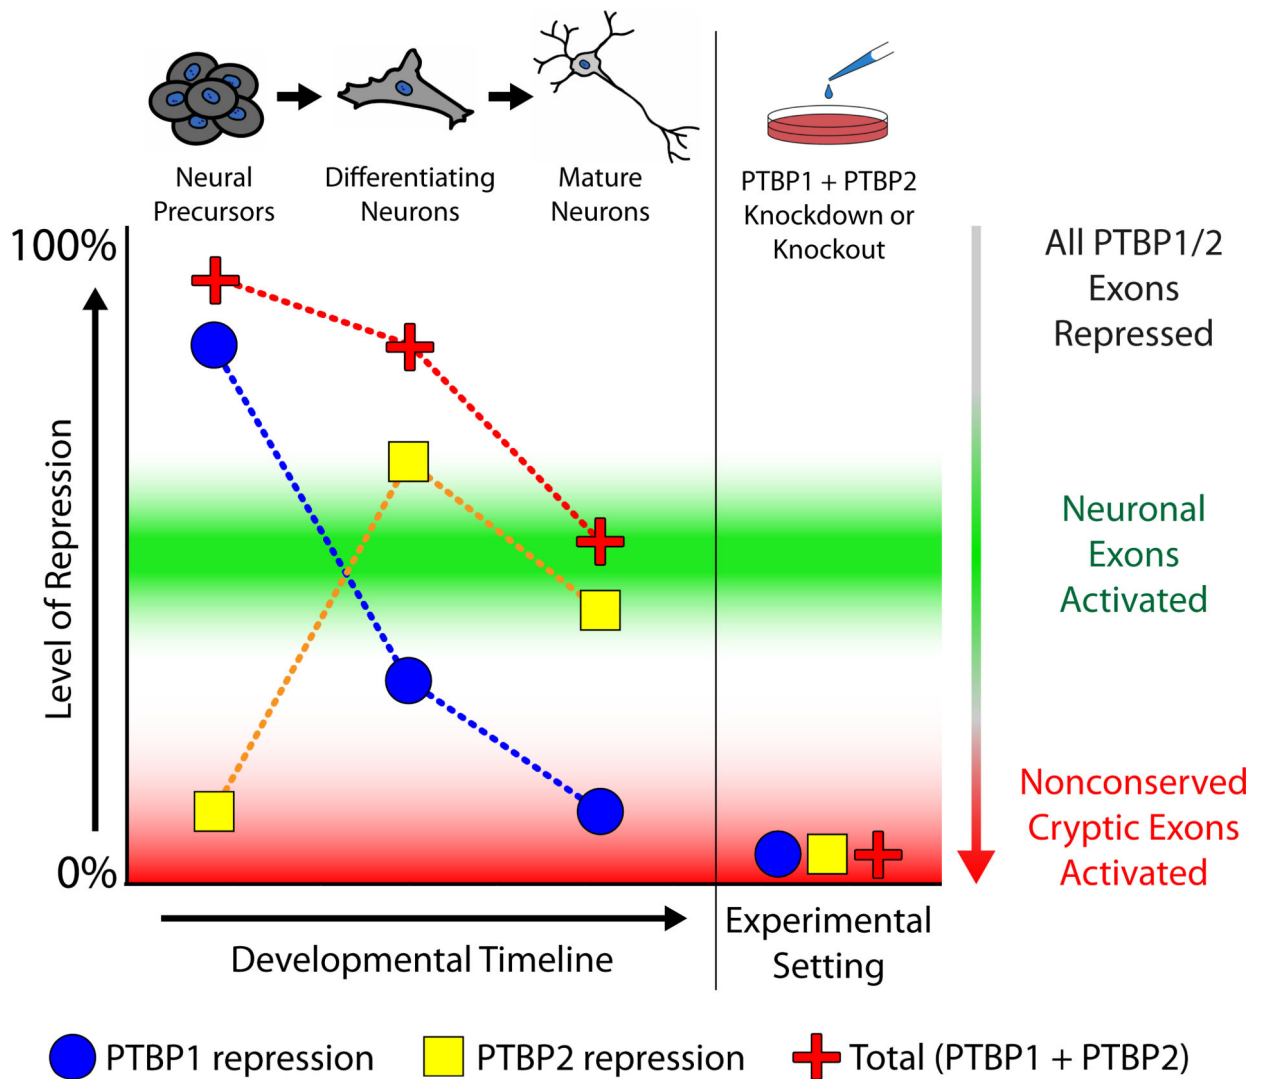 Neural
Precursors
Differentiating
Neurons
Mature
Neurons
PTBP1 + PTBP2
Knockdown or
Knockout
100%
0%
Level of Repression
All PTBP1/2
Exons
Repressed
Neuronal
Exons
Activated
Nonconserved
Cryptic Exons
Activated
Developmental Timeline
Experimental
Setting
PTBP1 repression
PTBP2 repression
Total (PTBP1 + PTBP2)